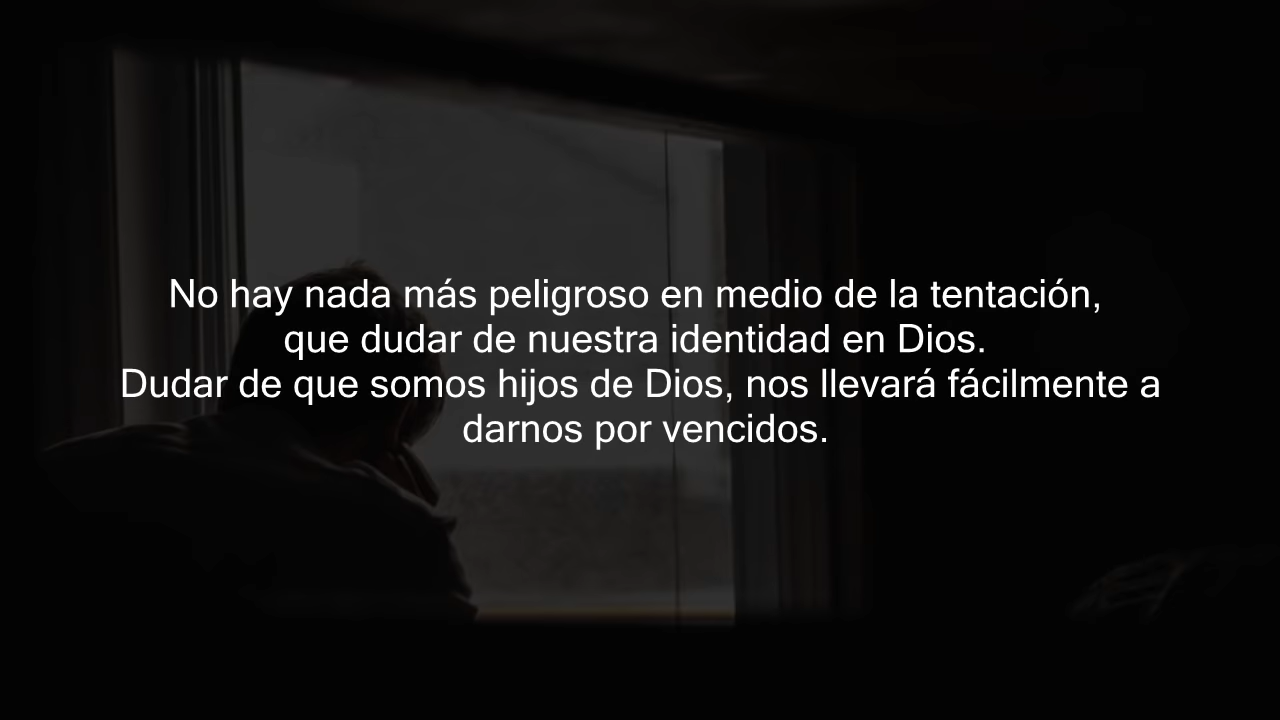 No hay nada más peligroso en medio de la tentación,
que dudar de nuestra identidad en Dios.
Dudar de que somos hijos de Dios, nos llevará fácilmente a
darnos por vencidos.